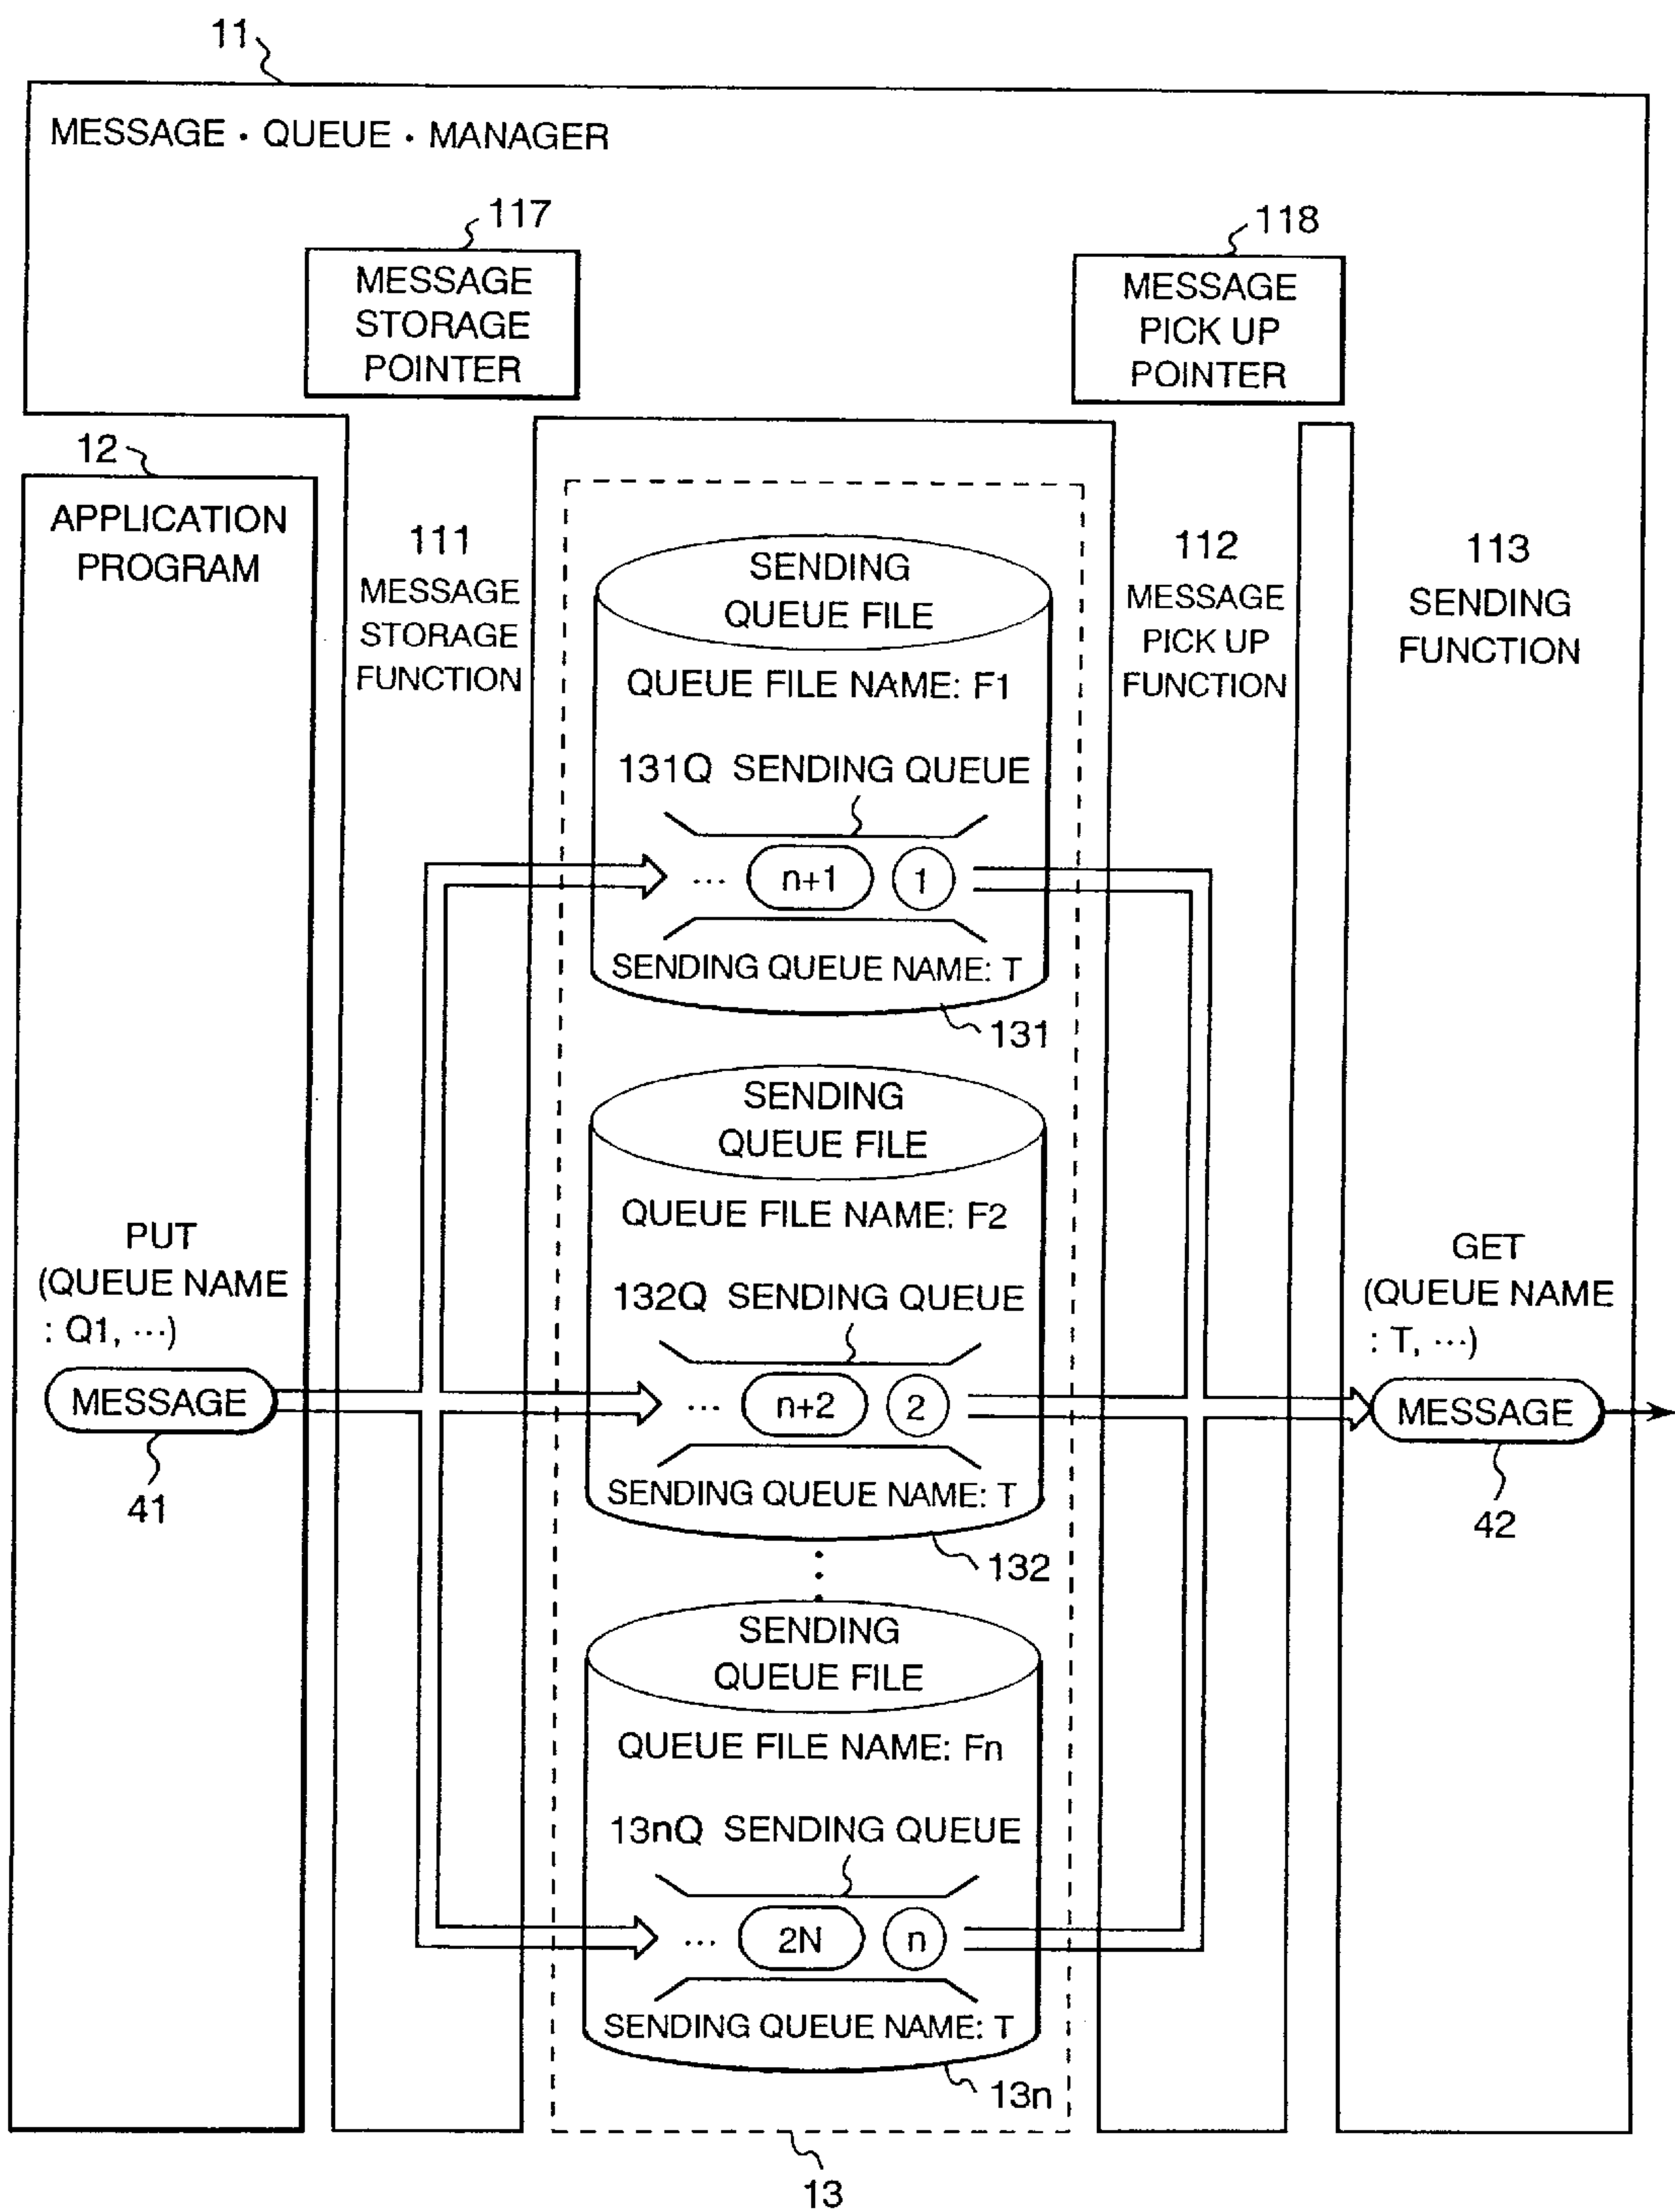 11
MESSAGE · QUEUE · MANAGER
117
MESSAGE
STORAGE
POINTER
118
MESSAGE
PICK UP
POINTER
12
APPLICATION
PROGRAM
111
MESSAGE
STORAGE
FUNCTION
112
MESSAGE
PICK UP
FUNCTION
113
SENDING
FUNCTION
SENDING
QUEUE FILE
QUEUE FILE NAME: F1
131Q SENDING QUEUE
... n+1 1
SENDING QUEUE NAME: T
131
SENDING
QUEUE FILE
QUEUE FILE NAME: F2
132Q SENDING QUEUE
... n+2 2
SENDING QUEUE NAME: T
132
SENDING
QUEUE FILE
QUEUE FILE NAME: Fn
13nQ SENDING QUEUE
... 2N n
SENDING QUEUE NAME: T
13n
13
PUT
(QUEUE NAME
: Q1, ···)
MESSAGE
41
GET
(QUEUE NAME
: T, ···)
MESSAGE
42